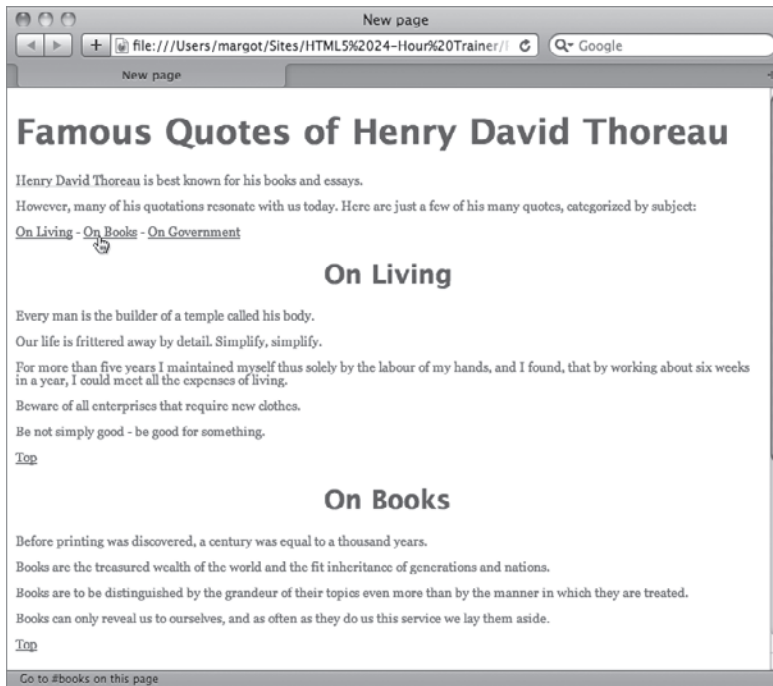 New page
+ file:///Users/margot/Sites/HTML5%2024-Hour%20Trainer/
Google
New page
Famous Quotes of Henry David Thoreau
Henry David Thoreau is best known for his books and essays.
However, many of his quotations resonate with us today. Here are just a few of his many quotes, categorized by subject:
On Living - On Books - On Government
On Living
Every man is the builder of a temple called his body.
Our life is frittered away by detail. Simplify, simplify.
For more than five years I maintained myself thus solely by the labour of my hands, and I found, that by working about six weeks
in a year, I could meet all the expenses of living.
Beware of all enterprises that require new clothes.
Be not simply good - be good for something.
Top
On Books
Before printing was discovered, a century was equal to a thousand years.
Books are the treasured wealth of the world and the fit inheritance of generations and nations.
Books are to be distinguished by the grandeur of their topics even more than by the manner in which they are treated.
Books can only reveal us to ourselves, and as often as they do us this service we lay them aside.
Top
Go to #books on this page